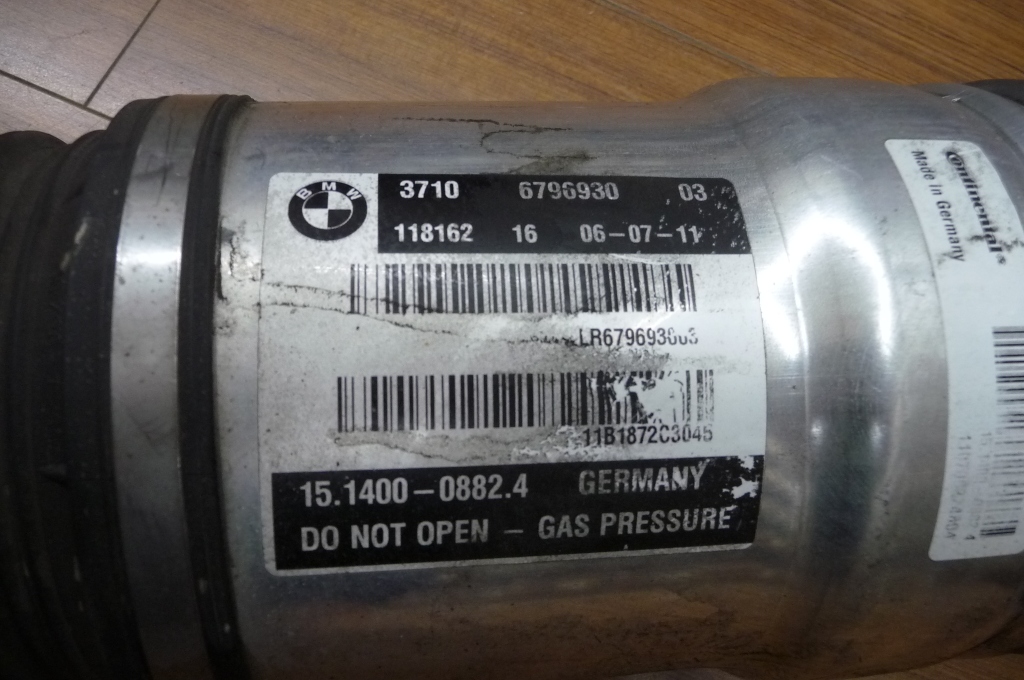 BMW
3710 6796930 03
118162 16 06-07-11
LR679693003
11B1872C3045
15.1400-0882.4 GERMANY
DO NOT OPEN - GAS PRESSURE
Continental
Made in Germany